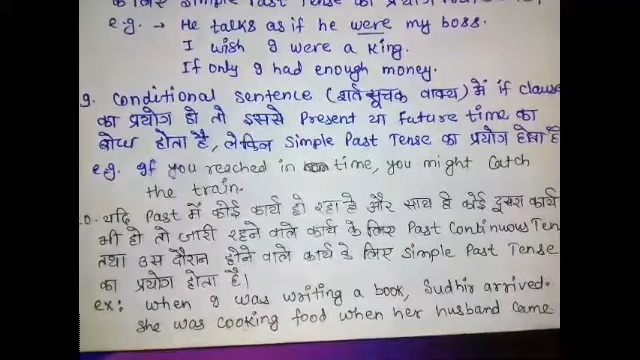 के लिए Simple Past Tense का प्रयोग
e.g. → He talks as if he were my boss.
I wish I were a King.
If only I had enough money.
9. Conditional Sentence (शर्तसूचक वाक्य) में if clause
का प्रयोग हो तो इससे Present या Future time का
बोध होता है, लेकिन Simple Past Tense का प्रयोग होता है
eg. If you reached in time, you might catch
the train.
0. यदि Past में कोई कार्य हो रहा हो और साथ ही कोई दूसरा कार्य
भी हो तो जारी रहने वाले कार्य के लिए Past Continuous Ten
तथा उस दौरान होने वाले कार्य के लिए Simple Past Tense
का प्रयोग होता है।
ex: when I was writing a book, Sudhir arrived.
She was cooking food when her husband came